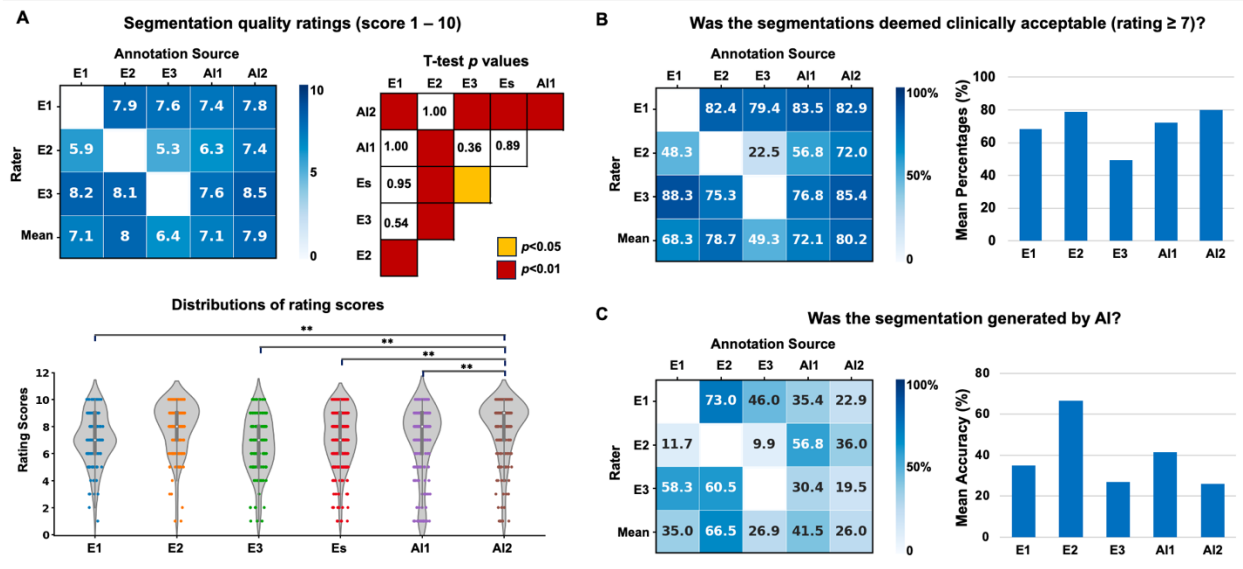 A
Segmentation quality ratings (score 1 – 10)
Annotation Source
E1 E2 E3 AI1 AI2
Rater
E1 7.9 7.6 7.4 7.8
E2 5.9 5.3 6.3 7.4
E3 8.2 8.1 7.6 8.5
Mean 7.1 8 6.4 7.1 7.9
10
5
0
T-test p values
E1 E2 E3 Es AI1
AI2 1.00
AI1 1.00 0.36 0.89
Es 0.95
E3 0.54
E2
p<0.05
p<0.01
Distributions of rating scores
**
**
**
**
Rating Scores
12
10
8
6
4
2
0
E1 E2 E3 Es AI1 AI2
B
Was the segmentations deemed clinically acceptable (rating ≥ 7)?
Annotation Source
E1 E2 E3 AI1 AI2
Rater
E1 82.4 79.4 83.5 82.9
E2 48.3 22.5 56.8 72.0
E3 88.3 75.3 76.8 85.4
Mean 68.3 78.7 49.3 72.1 80.2
100%
50%
0
Mean Percentages (%)
100
80
60
40
20
0
E1 E2 E3 AI1 AI2
C
Was the segmentation generated by AI?
Annotation Source
E1 E2 E3 AI1 AI2
Rater
E1 73.0 46.0 35.4 22.9
E2 11.7 9.9 56.8 36.0
E3 58.3 60.5 30.4 19.5
Mean 35.0 66.5 26.9 41.5 26.0
100%
50%
0
Mean Accuracy (%)
80
60
40
20
0
E1 E2 E3 AI1 AI2